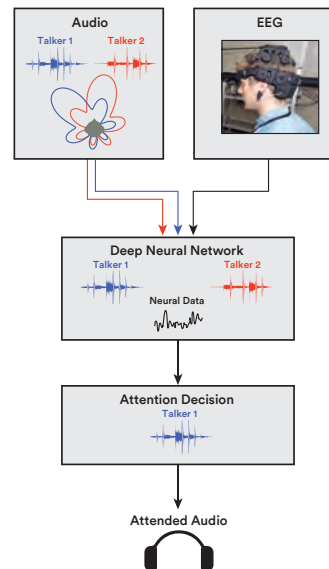 Audio
Talker 1 Talker 2
EEG
Deep Neural Network
Talker 1
Talker 2
Neural Data
Attention Decision
Talker 1
Attended Audio